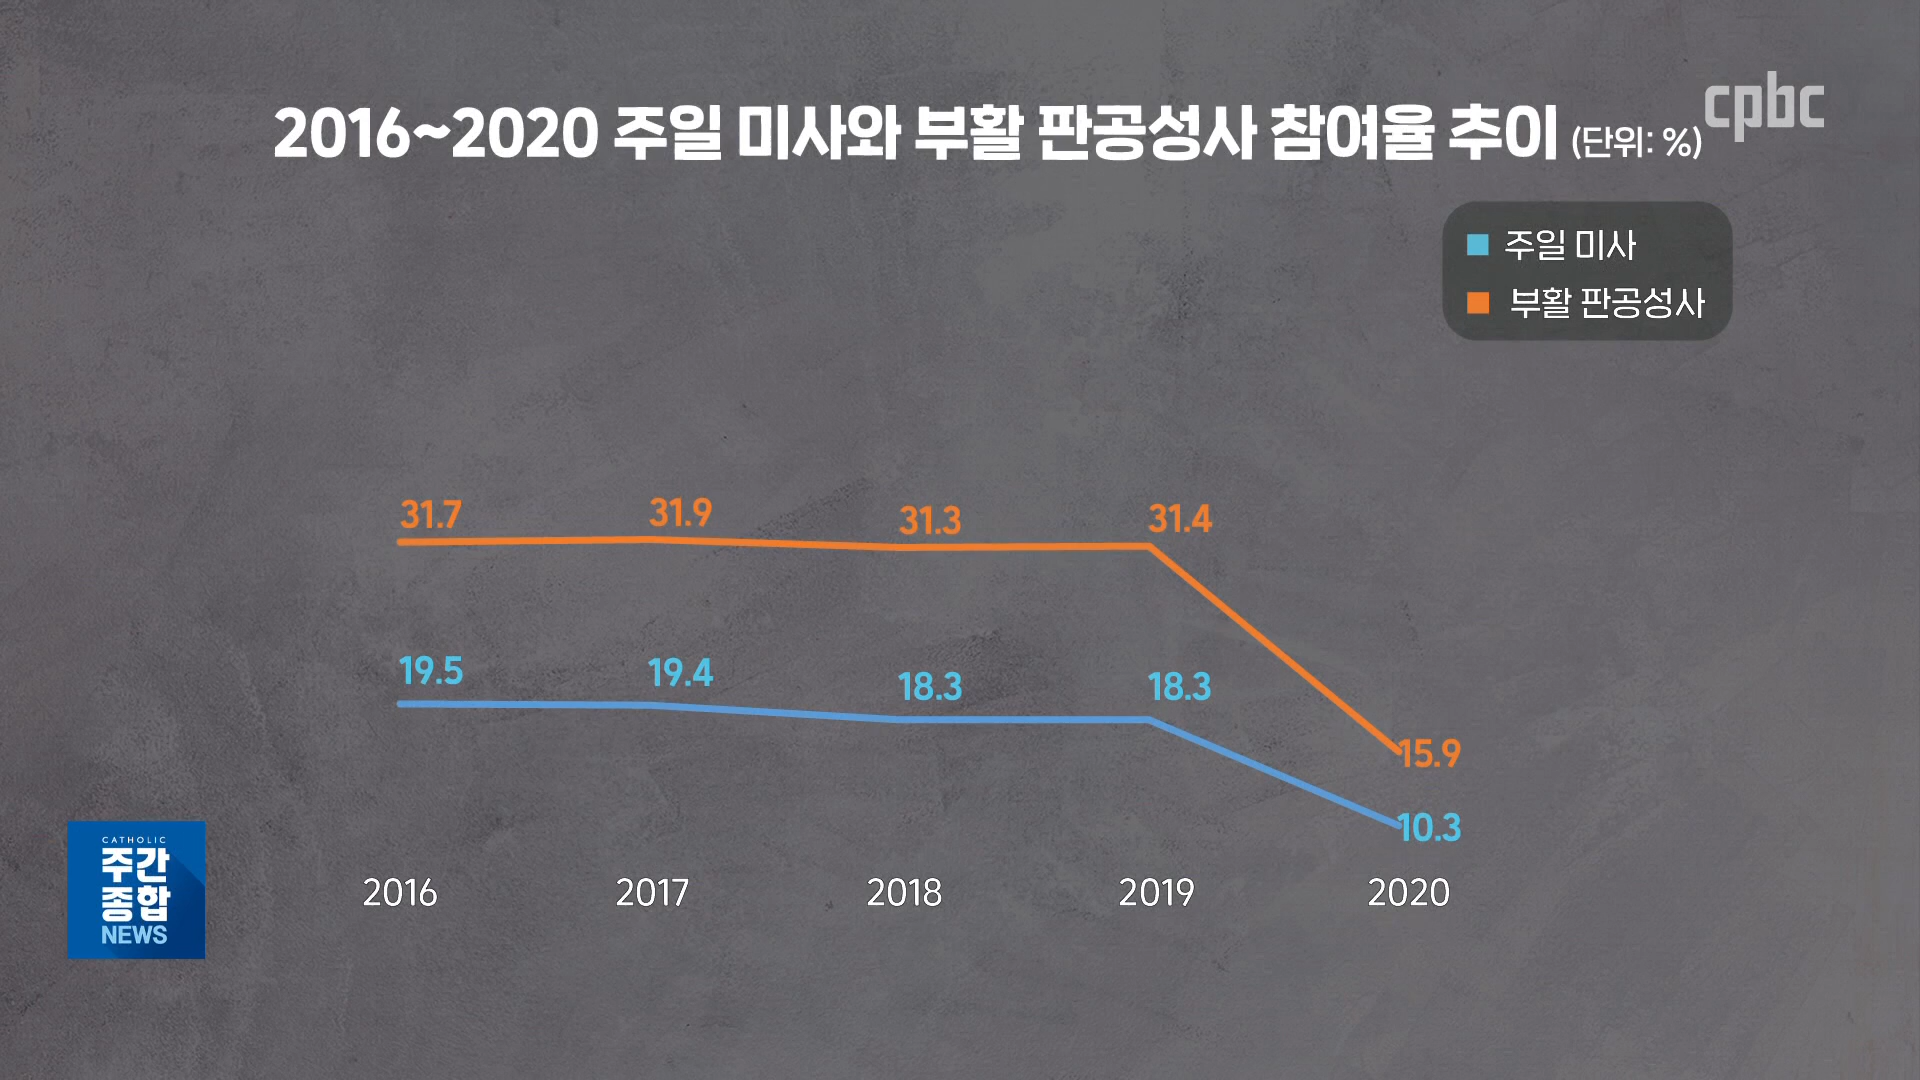 cpbc
2016~2020 주일 미사와 부활 판공성사 참여율 추이 (단위: %)
주일 미사
부활 판공성사
31.7 31.9 31.3 31.4
19.5 19.4 18.3 18.3
15.9
10.3
2016 2017 2018 2019 2020
CATHOLIC
주간
종합
NEWS